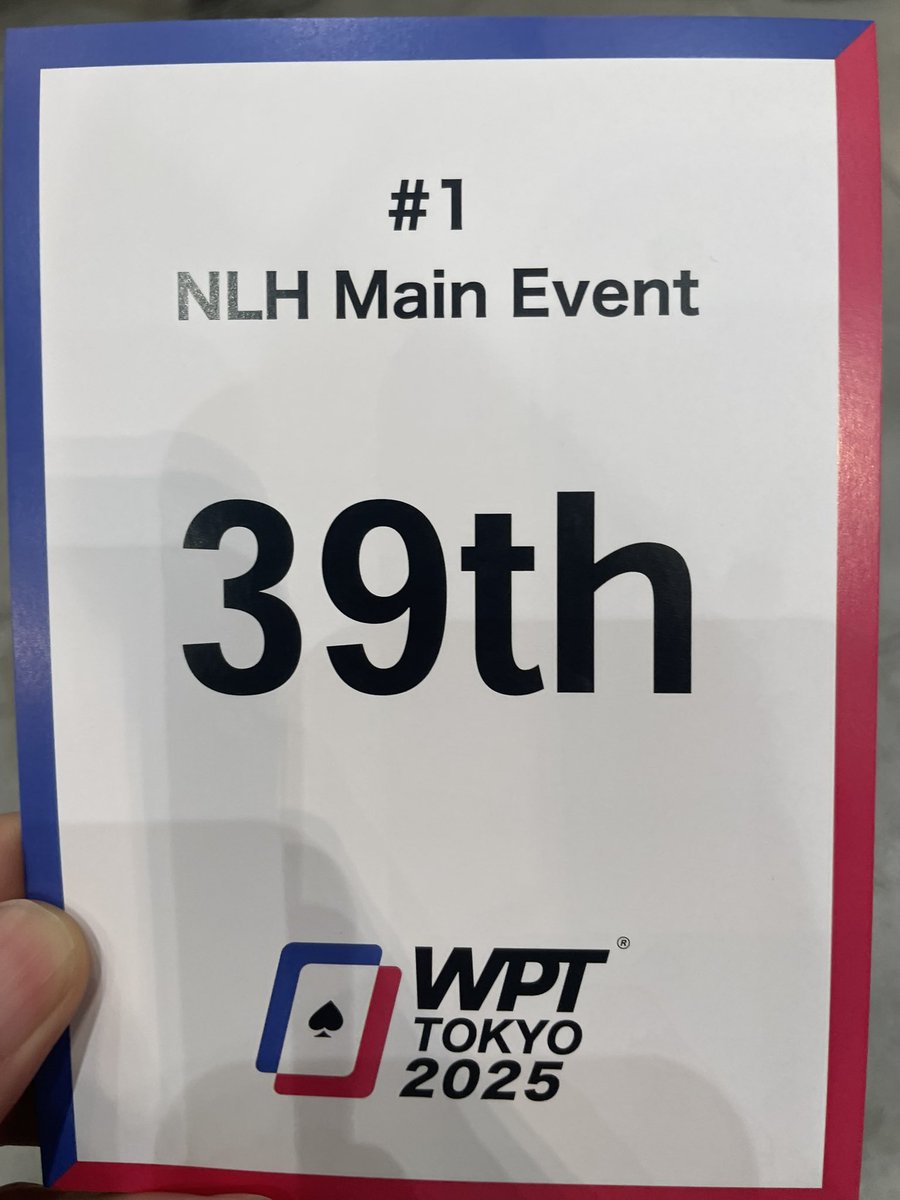 #1
NLH Main Event
39th
WPT®
TOKYO
2025